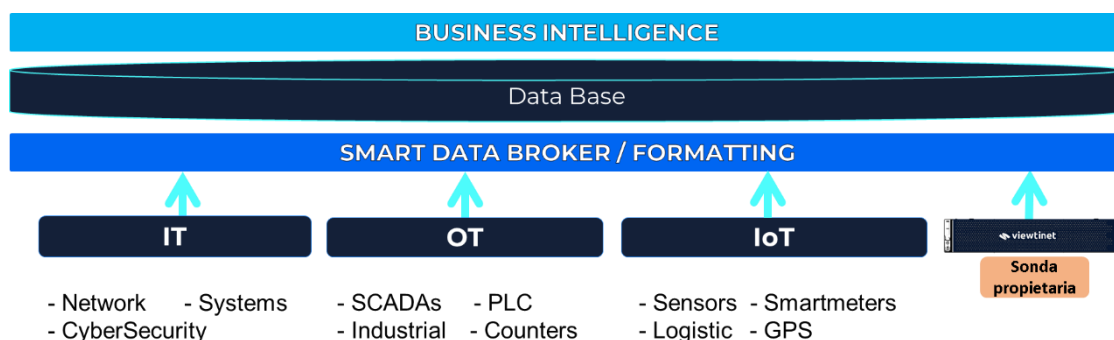 BUSINESS INTELLIGENCE
Data Base
SMART DATA BROKER / FORMATTING
IT
OT
IoT
viewtinet
Sonda
propietaria
- Network - Systems
- CyberSecurity
- SCADAs - PLC
- Industrial - Counters
- Sensors - Smartmeters
- Logistic - GPS